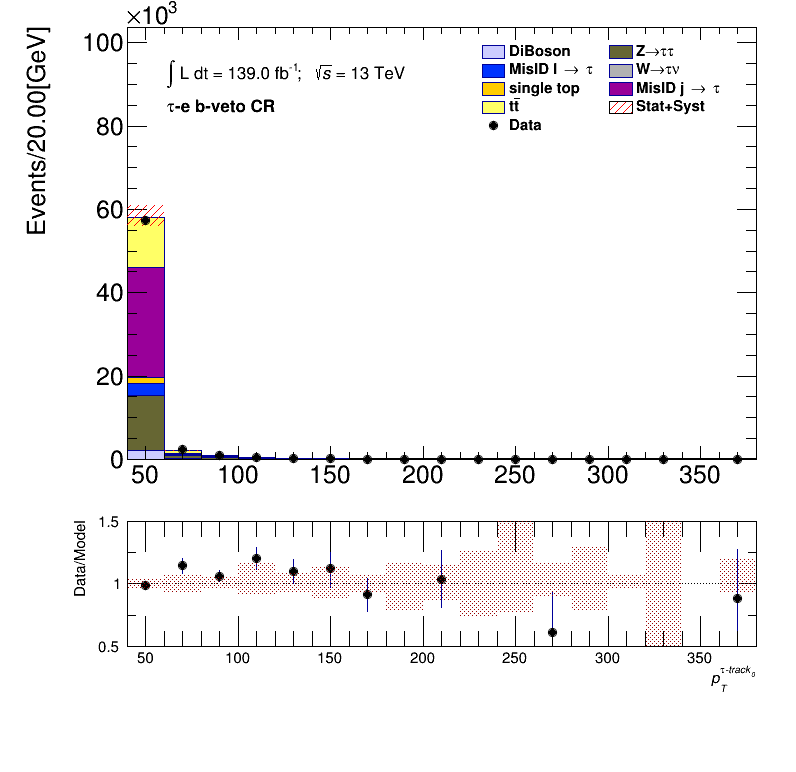 ×10³
Events/20.00[GeV]
100
80
60
40
20
0
∫ L dt = 139.0 fb⁻¹; √s = 13 TeV
τ-e b-veto CR
DiBoson
Z→ττ
MisID l → τ
W→τν
single top
MisID j → τ
tt̄
Stat+Syst
Data
50 100 150 200 250 300 350
Data/Model
1.5
1
0.5
50 100 150 200 250 300 350
p_T^τ-track₀